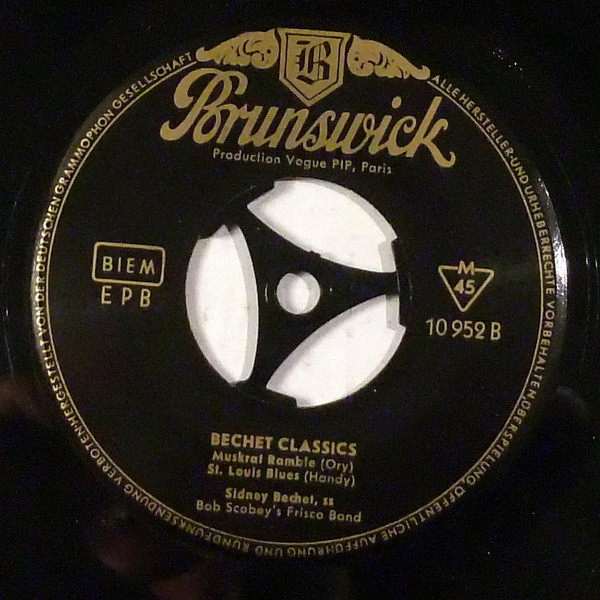 B
Brunswick
Production Vogue PIP, Paris
BIEM
EPB
M
45
10952 B
BECHET CLASSICS
Muskrat Ramble (Ory)
St. Louis Blues (Handy)
Sidney Bechet, ss
Bob Scobey's Frisco Band
ALLE HERSTELLER- UND URHEBERRECHTE VORBEHALTEN, ÜBERSPIELUNG, ÖFFENTLICHE AUFFÜHRUNG UND RUNDFUNKSENDUNG VERBOTEN · HERGESTELLT VON DER DEUTSCHEN GRAMMOPHON GESELLSCHAFT